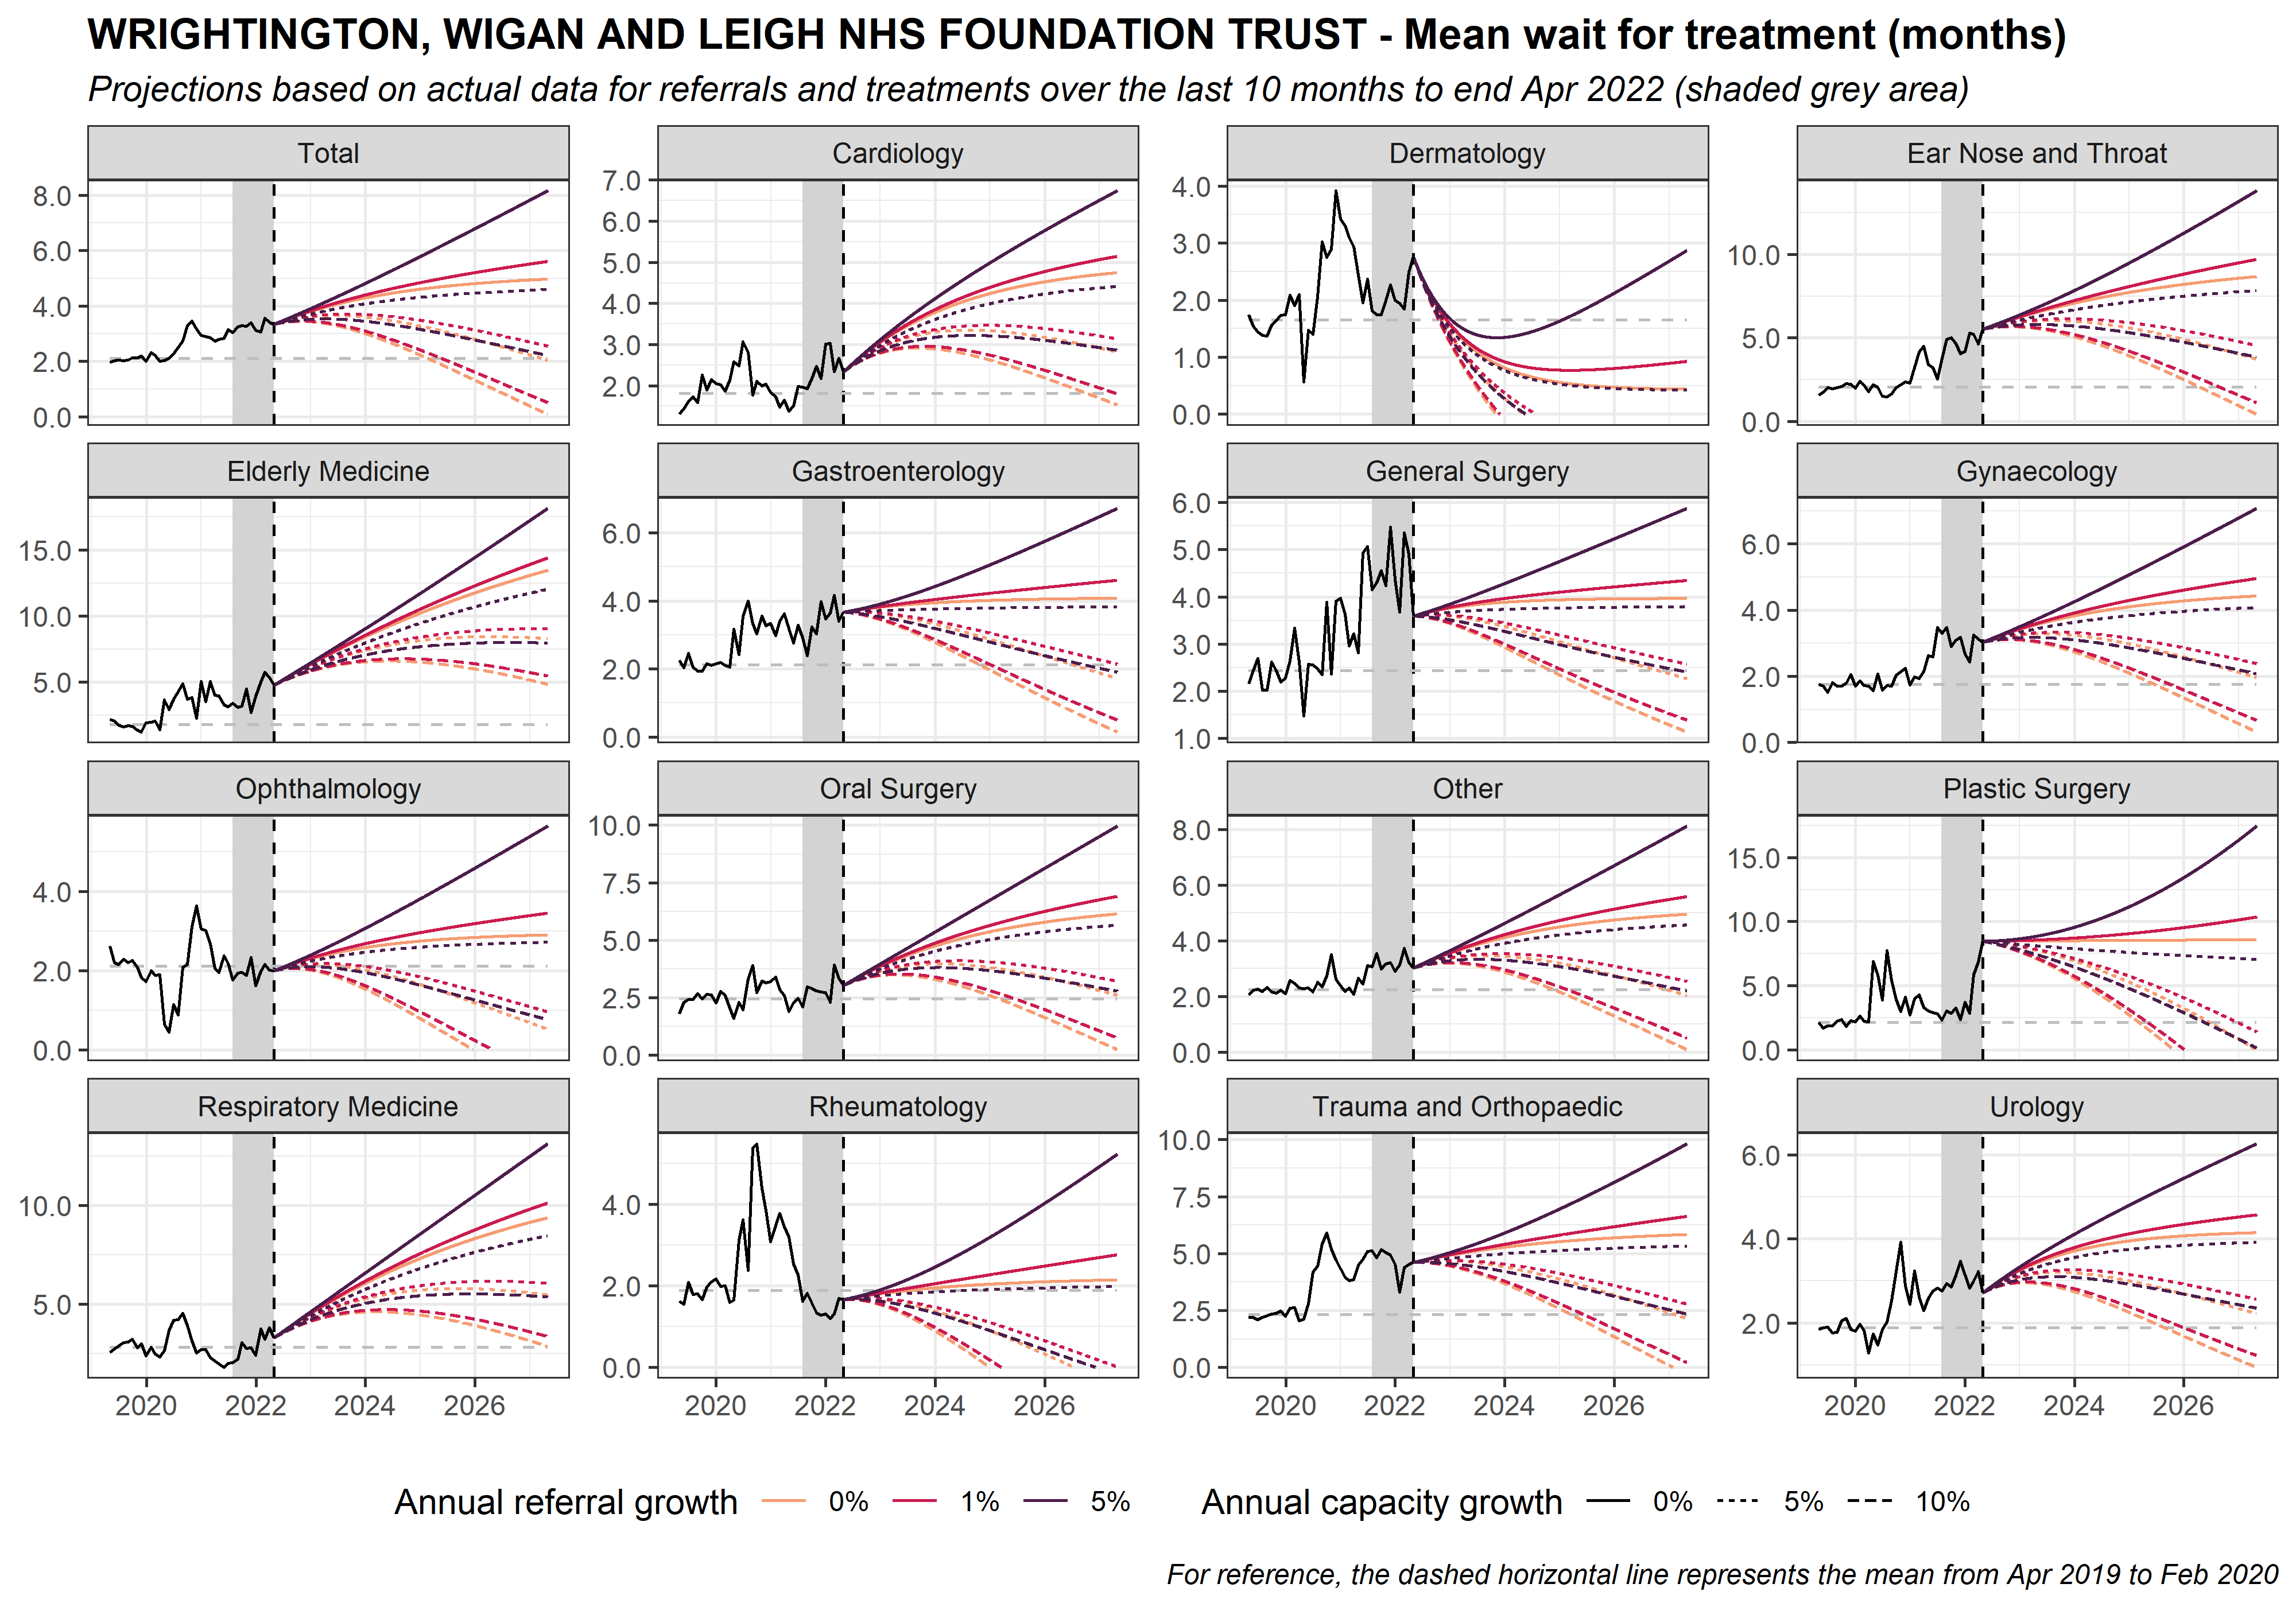 WRIGHTINGTON, WIGAN AND LEIGH NHS FOUNDATION TRUST - Mean wait for treatment (months)
Projections based on actual data for referrals and treatments over the last 10 months to end Apr 2022 (shaded grey area)
Total
8.0
6.0
4.0
2.0
0.0
Cardiology
7.0
6.0
5.0
4.0
3.0
2.0
Dermatology
4.0
3.0
2.0
1.0
0.0
Ear Nose and Throat
10.0
5.0
0.0
Elderly Medicine
15.0
10.0
5.0
Gastroenterology
6.0
4.0
2.0
0.0
General Surgery
6.0
5.0
4.0
3.0
2.0
1.0
Gynaecology
6.0
4.0
2.0
0.0
Ophthalmology
4.0
2.0
0.0
Oral Surgery
10.0
7.5
5.0
2.5
0.0
Other
8.0
6.0
4.0
2.0
0.0
Plastic Surgery
15.0
10.0
5.0
0.0
Respiratory Medicine
10.0
5.0
2020 2022 2024 2026
Rheumatology
4.0
2.0
0.0
2020 2022 2024 2026
Trauma and Orthopaedic
10.0
7.5
5.0
2.5
0.0
2020 2022 2024 2026
Urology
6.0
4.0
2.0
2020 2022 2024 2026
Annual referral growth 0% 1% 5% Annual capacity growth 0% 5% 10%
For reference, the dashed horizontal line represents the mean from Apr 2019 to Feb 2020